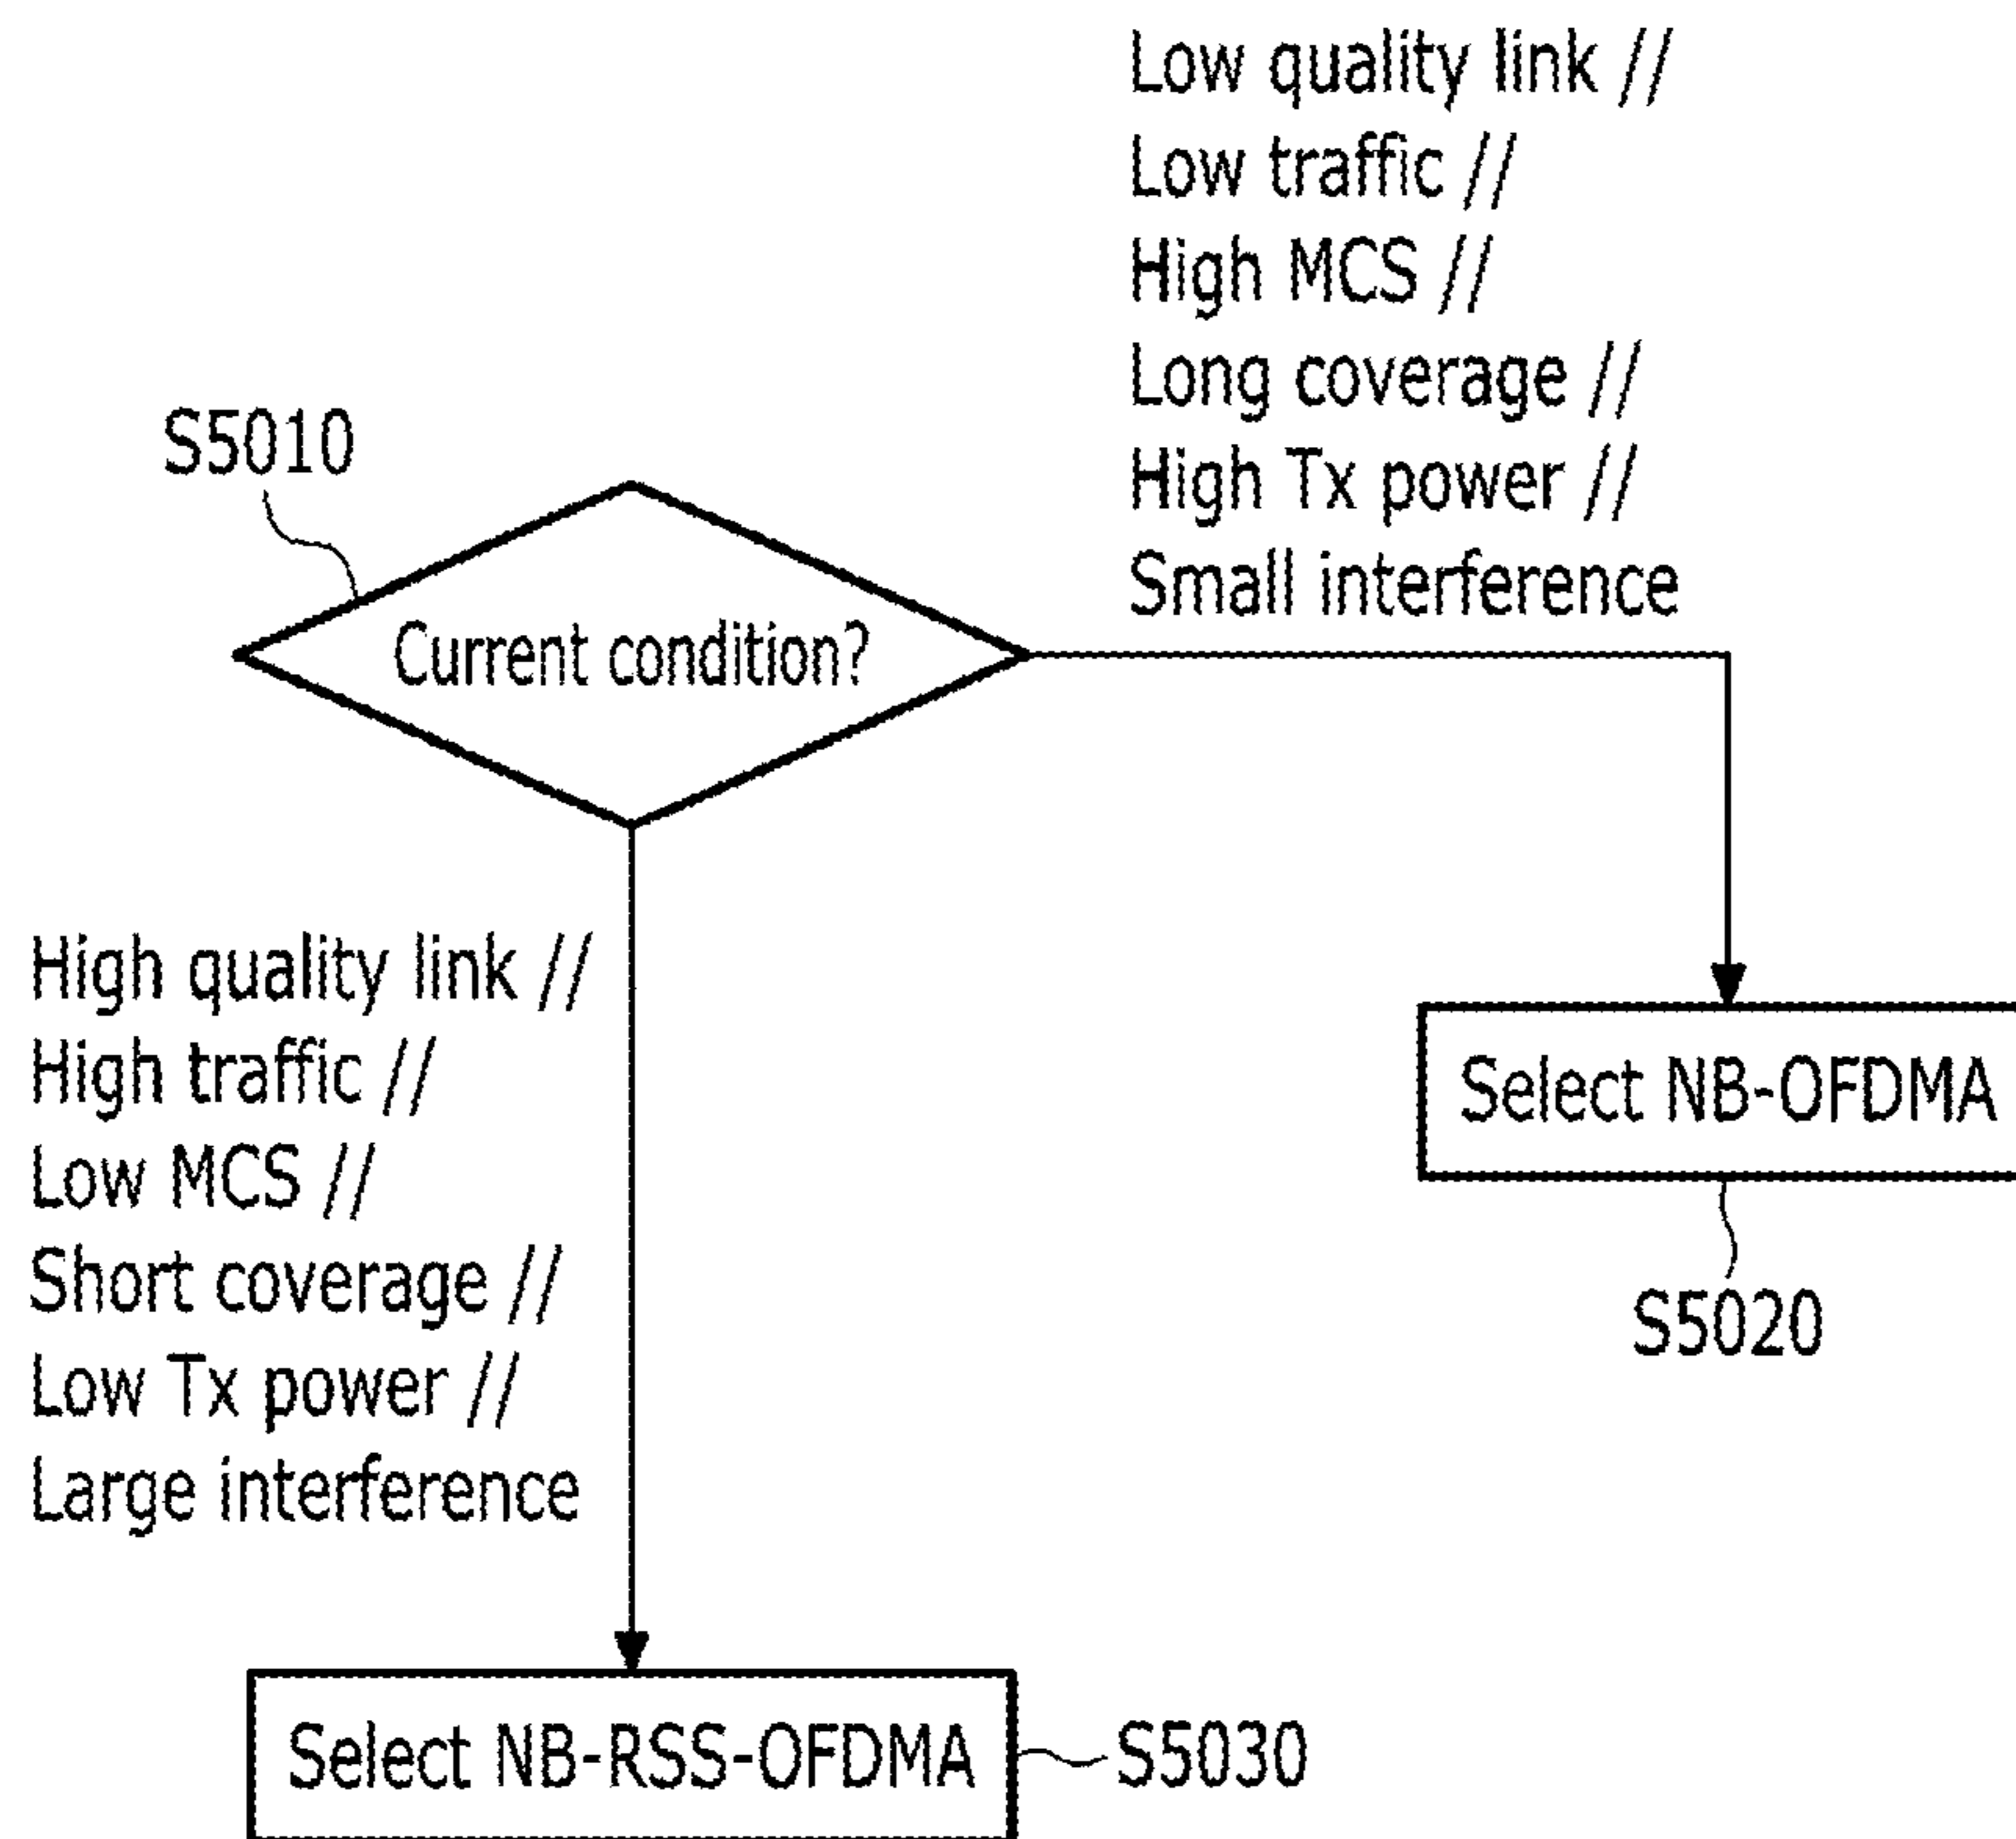 Low quality link //
Low traffic //
High MCS //
Long coverage //
High Tx power //
Small interference
S5010
Current condition?
High quality link //
High traffic //
Low MCS //
Short coverage //
Low Tx power //
Large interference
Select NB-OFDMA
S5020
Select NB-RSS-OFDMA
S5030